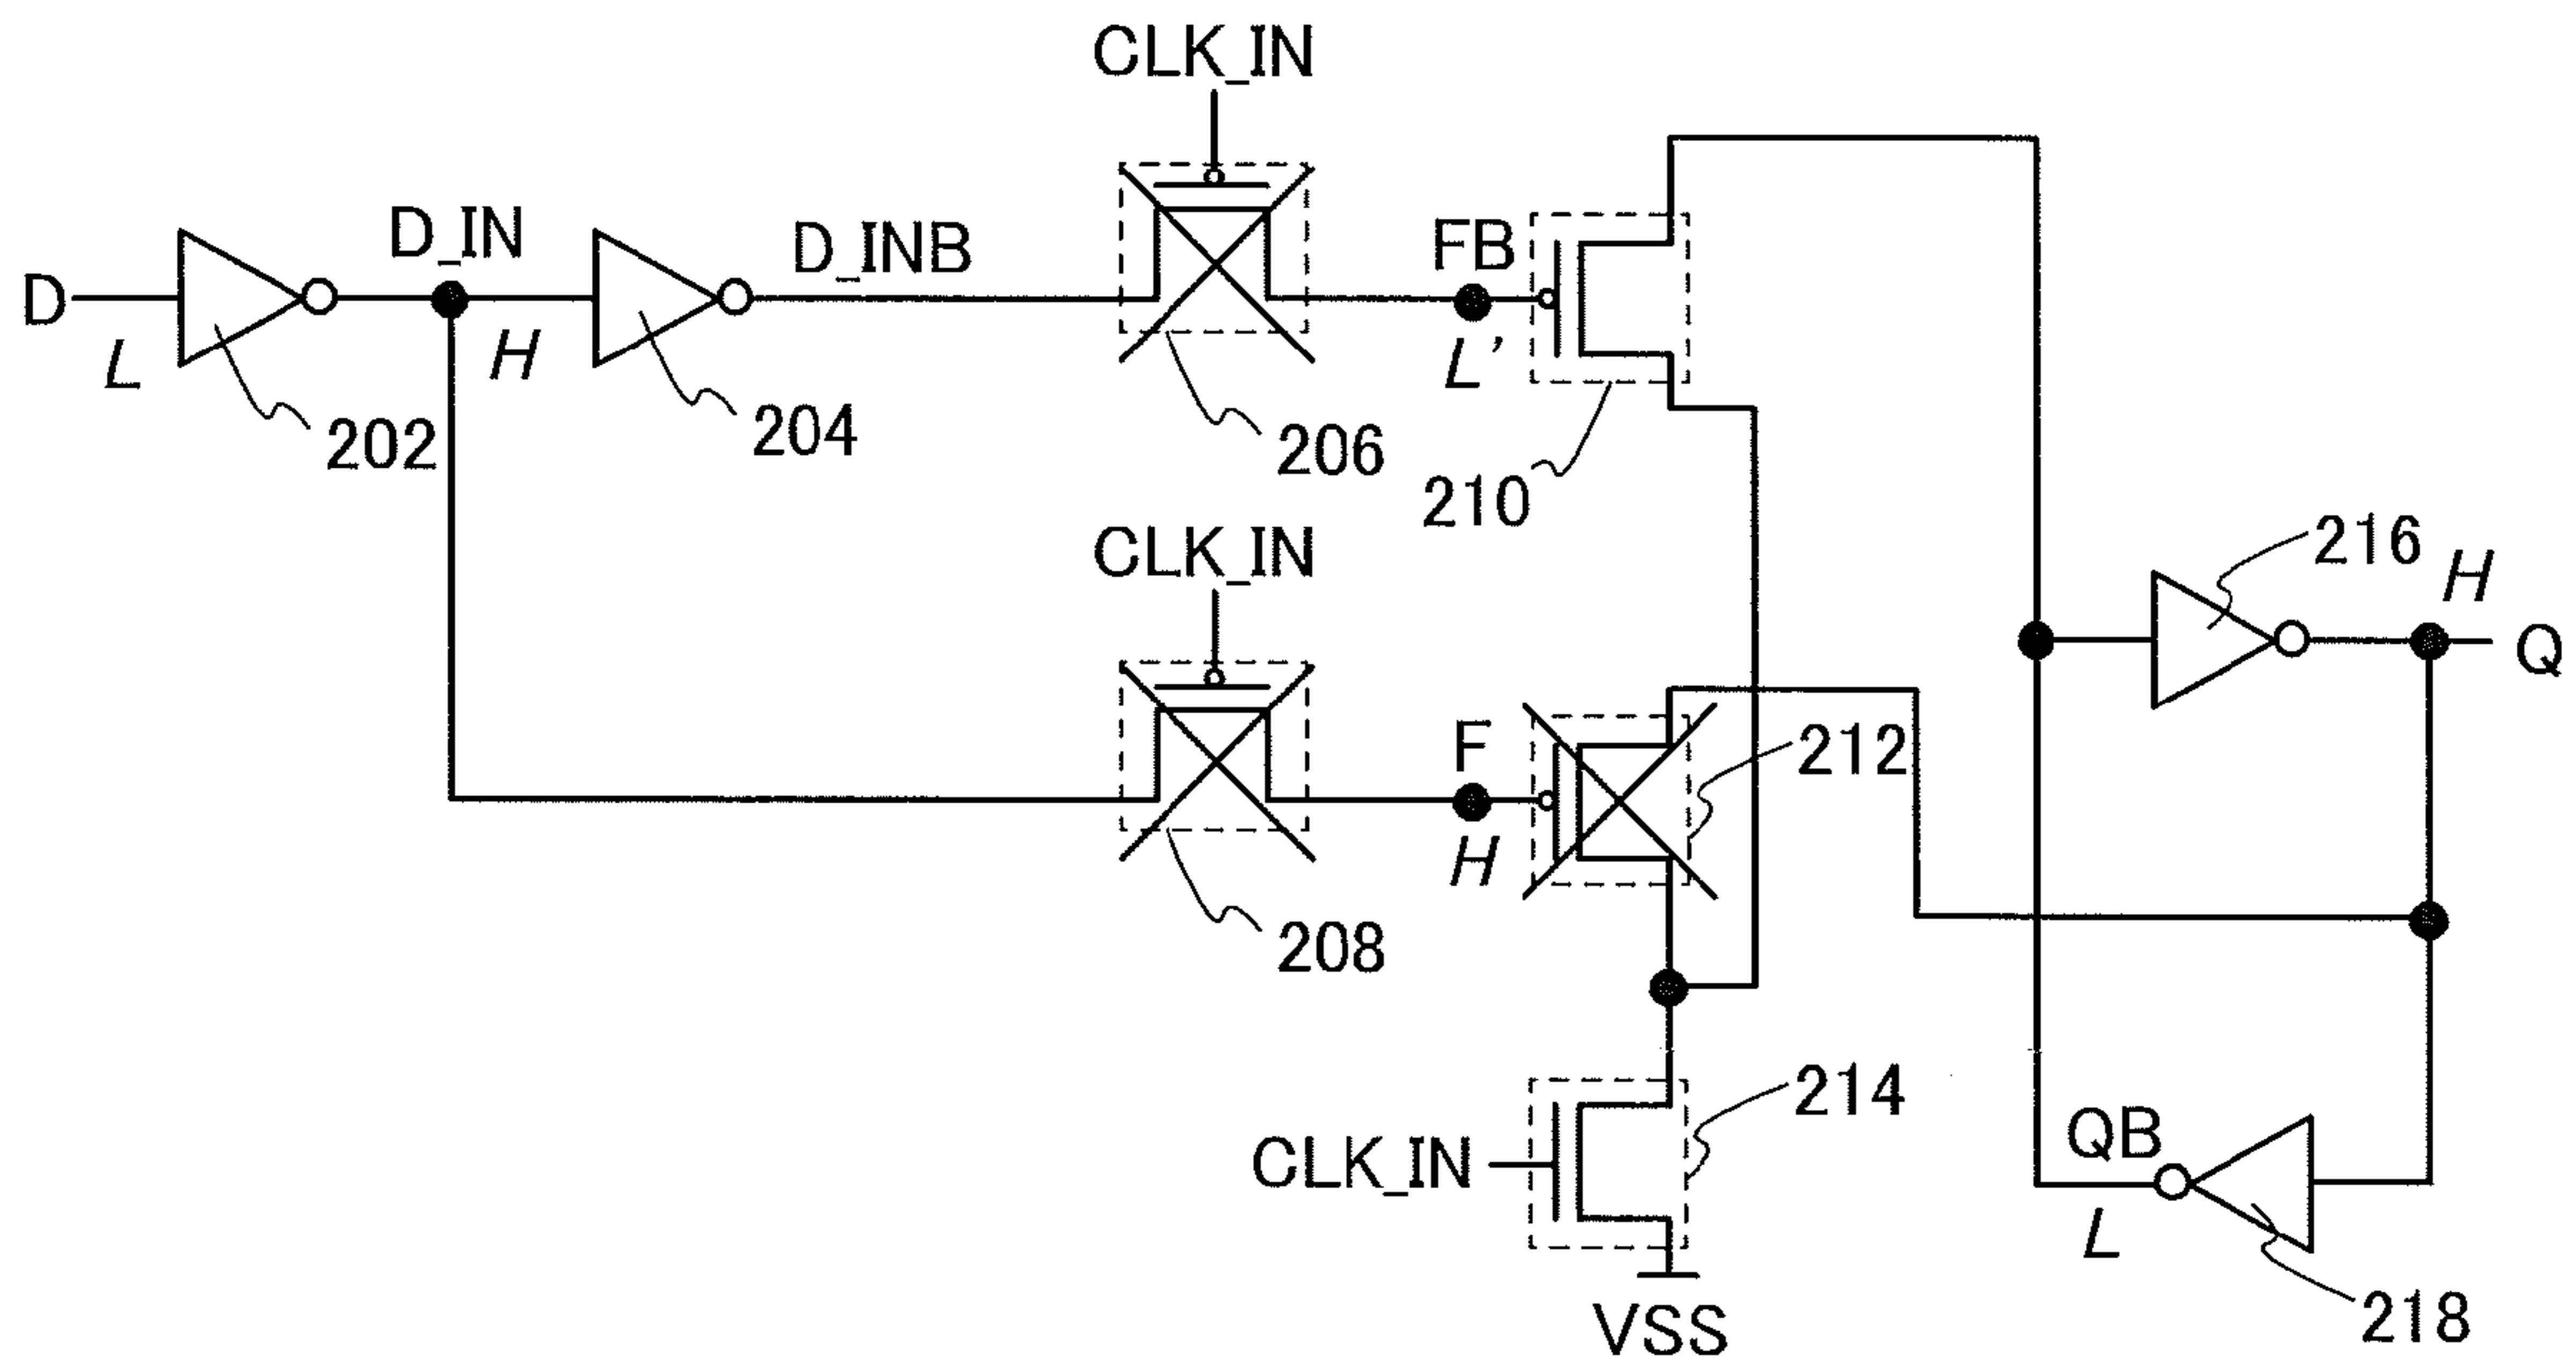 CLK_IN
D
L
202
D_IN
H
204
D_INB
206
FB
L'
210
CLK_IN
208
F
H
212
216
H
Q
CLK_IN
214
VSS
QB
L
218